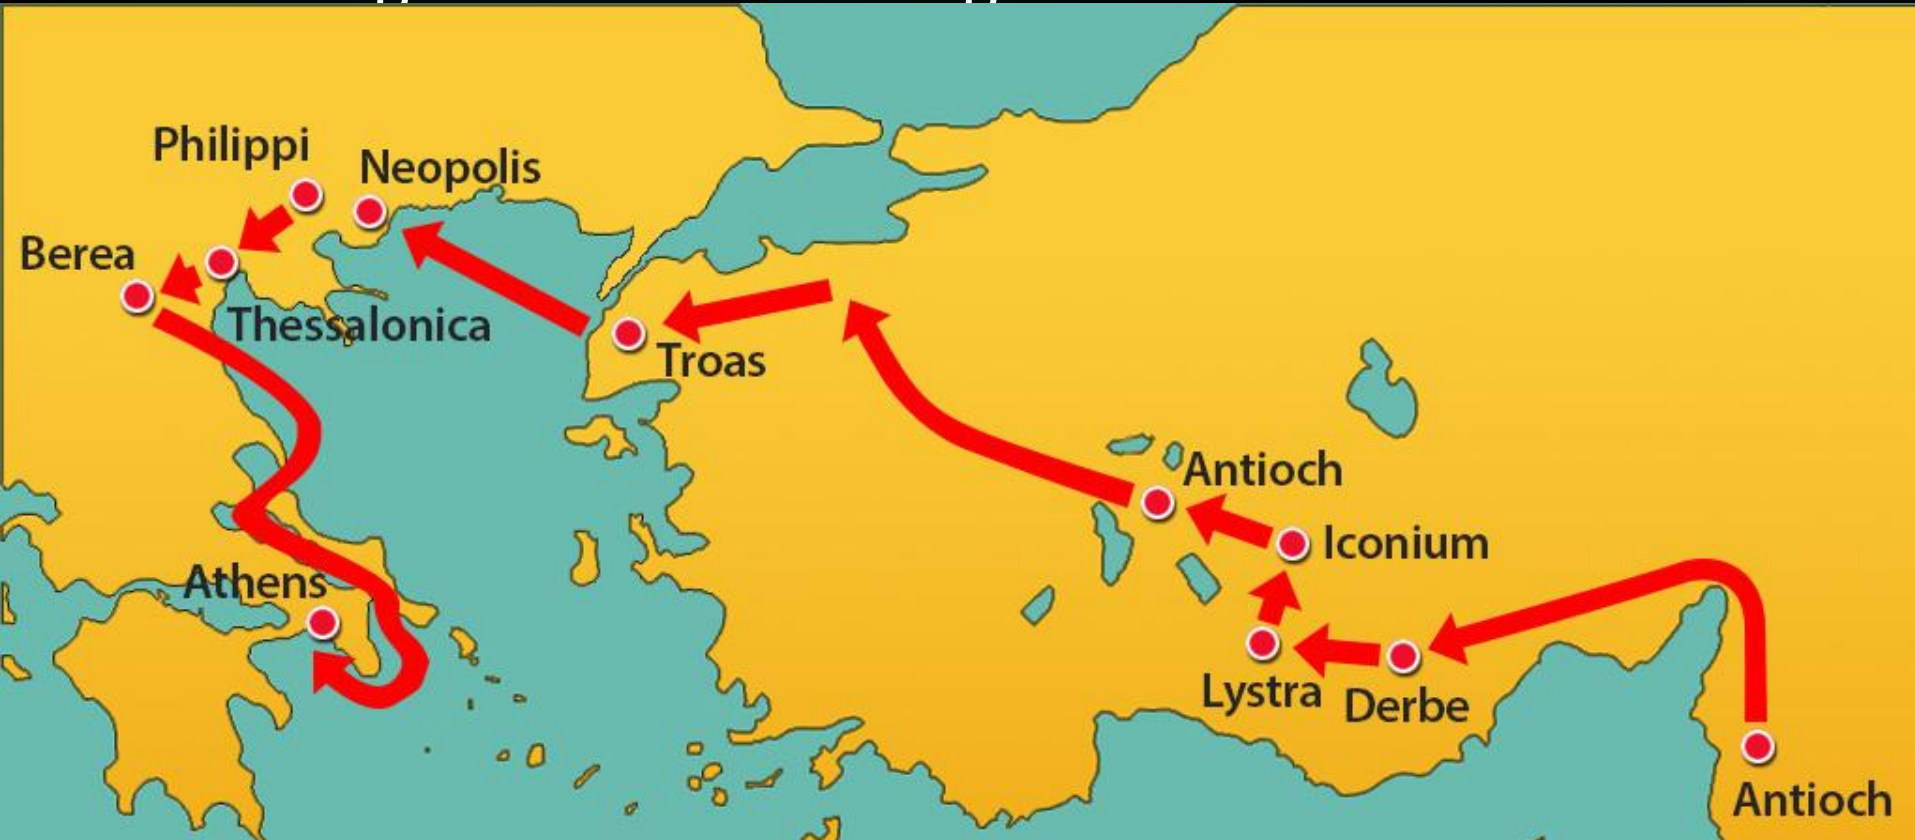 Philippi
Neopolis
Berea
Thessalonica
Troas
Antioch
Iconium
Athens
Lystra
Derbe
Antioch